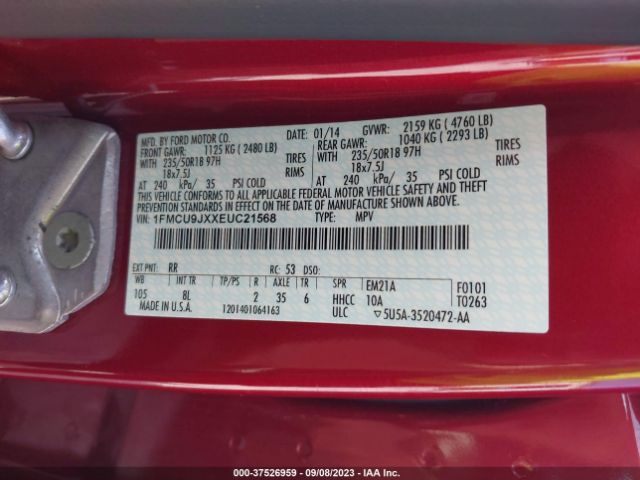 MFD. BY FORD MOTOR CO. DATE: 01/14 GVWR: 2159 KG ( 4760 LB)
FRONT GAWR: 1125 KG ( 2480 LB) REAR GAWR: 1040 KG ( 2293 LB)
WITH 235/50R18 97H TIRES WITH 235/50R18 97H TIRES
18x7.5J RIMS 18x7.5J RIMS
AT 240 kPa/ 35 PSI COLD AT 240 kPa/ 35 PSI COLD
THIS VEHICLE CONFORMS TO ALL APPLICABLE FEDERAL MOTOR VEHICLE SAFETY, BUMPER, AND THEFT
PREVENTION STANDARDS IN EFFECT ON THE DATE OF MANUFACTURE SHOWN ABOVE.
VIN: 1FMCU9JXXEUC21568 TYPE: MPV
EXT PNT: RR RC: 53 DSO:
WB INT TR TP/PS R AXLE TR SPR EM21A F0101
105 8L 2 35 6 HHCC 10A T0263
MADE IN U.S.A. 1201401064163 ULC ▽5U5A-3520472-AA
000-37526959 - 09/08/2023 - IAA Inc.